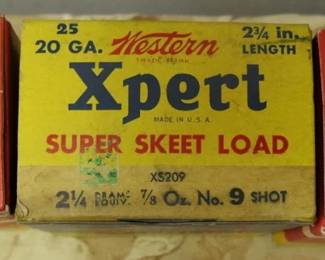 25
20 GA.
Western
TRADE MARK
2¾ in.
LENGTH
Xpert
MADE IN U.S.A.
SUPER SKEET LOAD
XS209
2¼ DRAMS EQUIV. ⅞ Oz. No. 9 SHOT